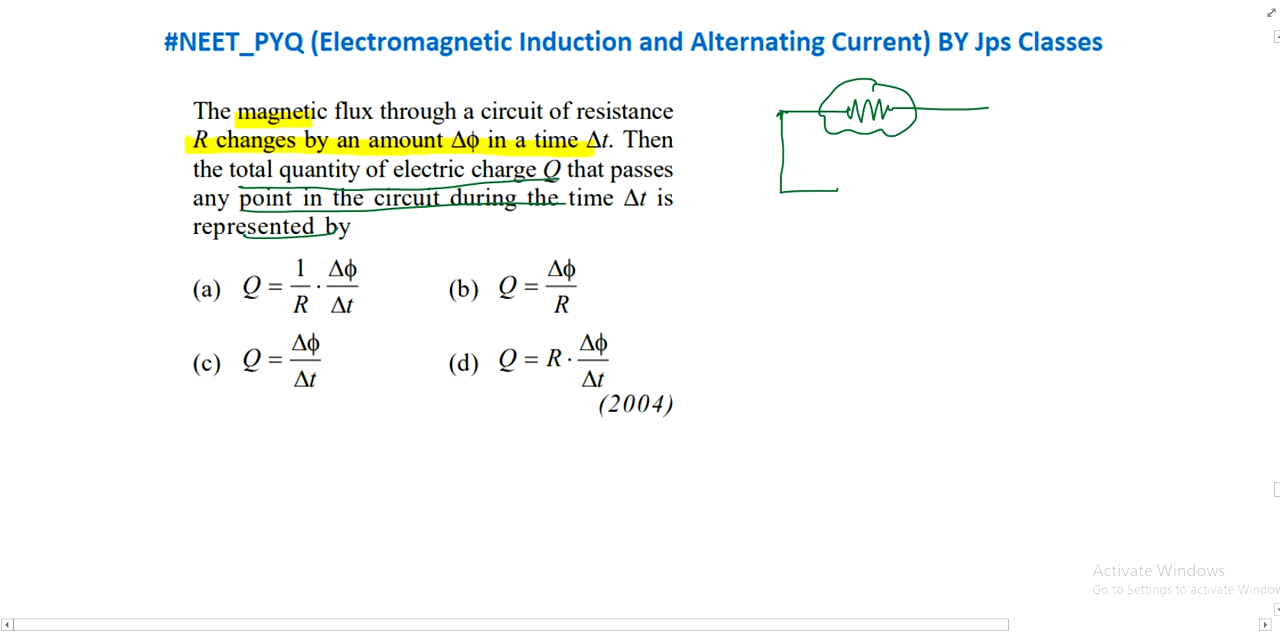 #NEET_PYQ (Electromagnetic Induction and Alternating Current) BY Jps Classes
The magnetic flux through a circuit of resistance
R changes by an amount Δϕ in a time Δt. Then
the total quantity of electric charge Q that passes
any point in the circuit during the time Δt is
represented by
(a) Q = 1/R · Δϕ/Δt (b) Q = Δϕ/R
(c) Q = Δϕ/Δt (d) Q = R · Δϕ/Δt
(2004)
Activate Windows
Go to Settings to activate Window